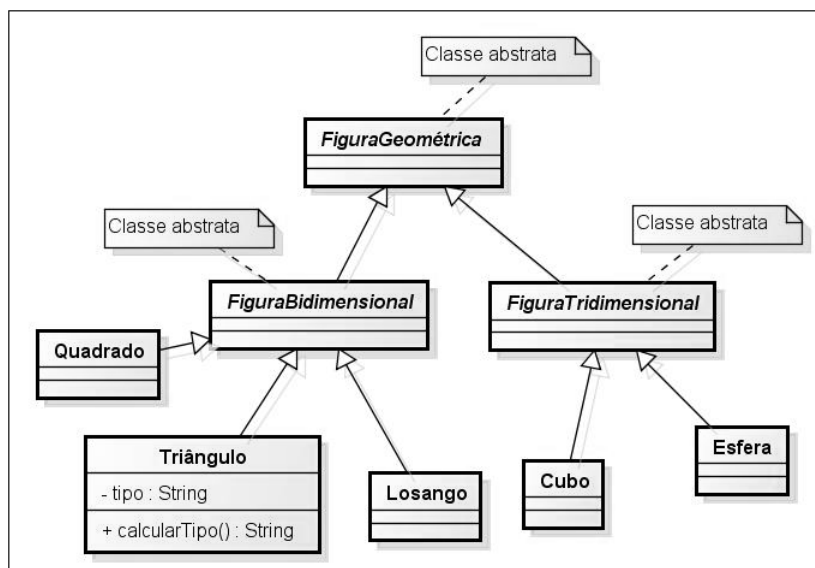 Classe abstrata
FiguraGeométrica
Classe abstrata
Classe abstrata
FiguraBidimensional
FiguraTridimensional
Quadrado
Triângulo
- tipo : String
+ calcularTipo() : String
Losango
Cubo
Esfera